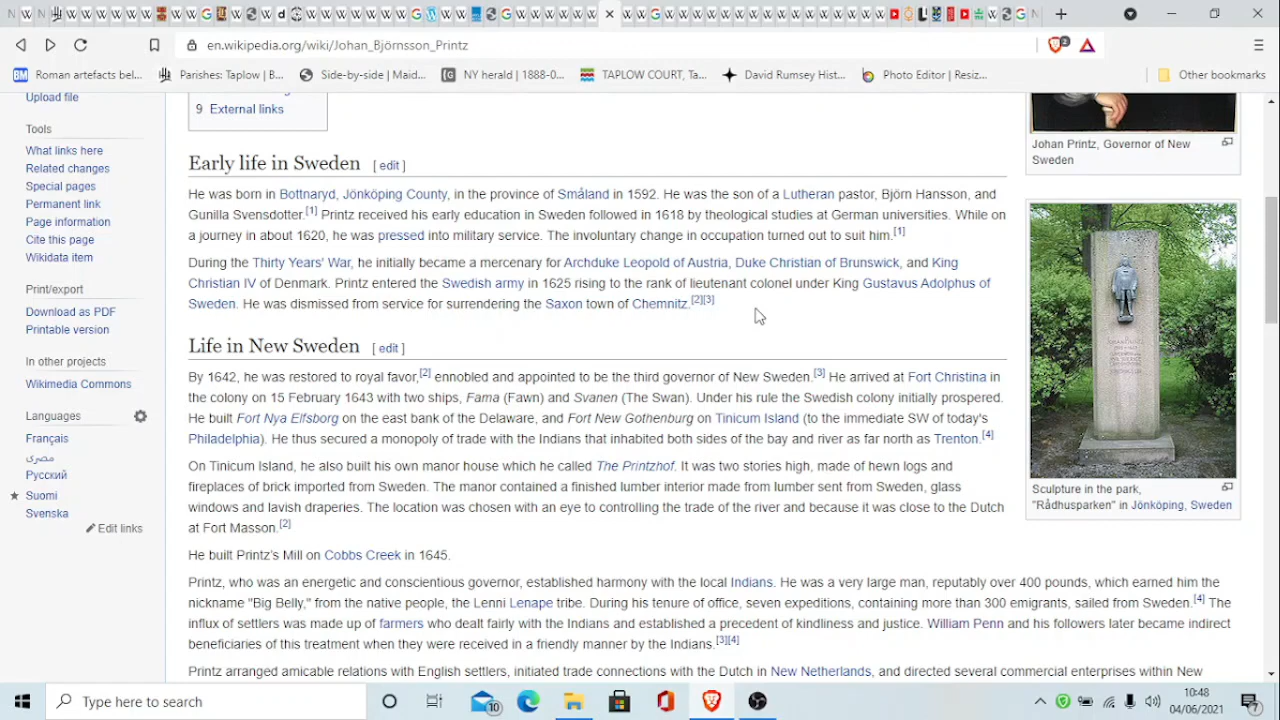 en.wikipedia.org/wiki/Johan_Björnsson_Printz
2
Roman artefacts bel...
Parishes: Taplow | B...
Side-by-side | Maid...
NY herald | 1888-0...
TAPLOW COURT, Ta...
David Rumsey Hist...
Photo Editor | Resiz...
Other bookmarks
Upload file
Tools
What links here
Related changes
Special pages
Permanent link
Page information
Cite this page
Wikidata item
Print/export
Download as PDF
Printable version
In other projects
Wikimedia Commons
Languages
Français
مصرى
Русский
Suomi
Svenska
Edit links
9 External links
Early life in Sweden [ edit ]
He was born in Bottnaryd, Jönköping County, in the province of Småland in 1592. He was the son of a Lutheran pastor, Björn Hansson, and
Gunilla Svensdotter.[1] Printz received his early education in Sweden followed in 1618 by theological studies at German universities. While on
a journey in about 1620, he was pressed into military service. The involuntary change in occupation turned out to suit him.[1]
During the Thirty Years' War, he initially became a mercenary for Archduke Leopold of Austria, Duke Christian of Brunswick, and King
Christian IV of Denmark. Printz entered the Swedish army in 1625 rising to the rank of lieutenant colonel under King Gustavus Adolphus of
Sweden. He was dismissed from service for surrendering the Saxon town of Chemnitz.[2][3]
Life in New Sweden [ edit ]
By 1642, he was restored to royal favor,[2] ennobled and appointed to be the third governor of New Sweden.[3] He arrived at Fort Christina in
the colony on 15 February 1643 with two ships, Fama (Fawn) and Svanen (The Swan). Under his rule the Swedish colony initially prospered.
He built Fort Nya Elfsborg on the east bank of the Delaware, and Fort New Gothenburg on Tinicum Island (to the immediate SW of today's
Philadelphia). He thus secured a monopoly of trade with the Indians that inhabited both sides of the bay and river as far north as Trenton.[4]
On Tinicum Island, he also built his own manor house which he called The Printzhof. It was two stories high, made of hewn logs and
fireplaces of brick imported from Sweden. The manor contained a finished lumber interior made from lumber sent from Sweden, glass
windows and lavish draperies. The location was chosen with an eye to controlling the trade of the river and because it was close to the Dutch
at Fort Masson.[2]
He built Printz's Mill on Cobbs Creek in 1645.
Printz, who was an energetic and conscientious governor, established harmony with the local Indians. He was a very large man, reputably over 400 pounds, which earned him the
nickname "Big Belly," from the native people, the Lenni Lenape tribe. During his tenure of office, seven expeditions, containing more than 300 emigrants, sailed from Sweden.[4] The
influx of settlers was made up of farmers who dealt fairly with the Indians and established a precedent of kindliness and justice. William Penn and his followers later became indirect
beneficiaries of this treatment when they were received in a friendly manner by the Indians.[3][4]
Printz arranged amicable relations with English settlers, initiated trade connections with the Dutch in New Netherlands, and directed several commercial enterprises within New
Johan Printz, Governor of New
Sweden
Sculpture in the park,
"Rådhusparken" in Jönköping, Sweden
Type here to search
10
10:48
04/06/2021
7